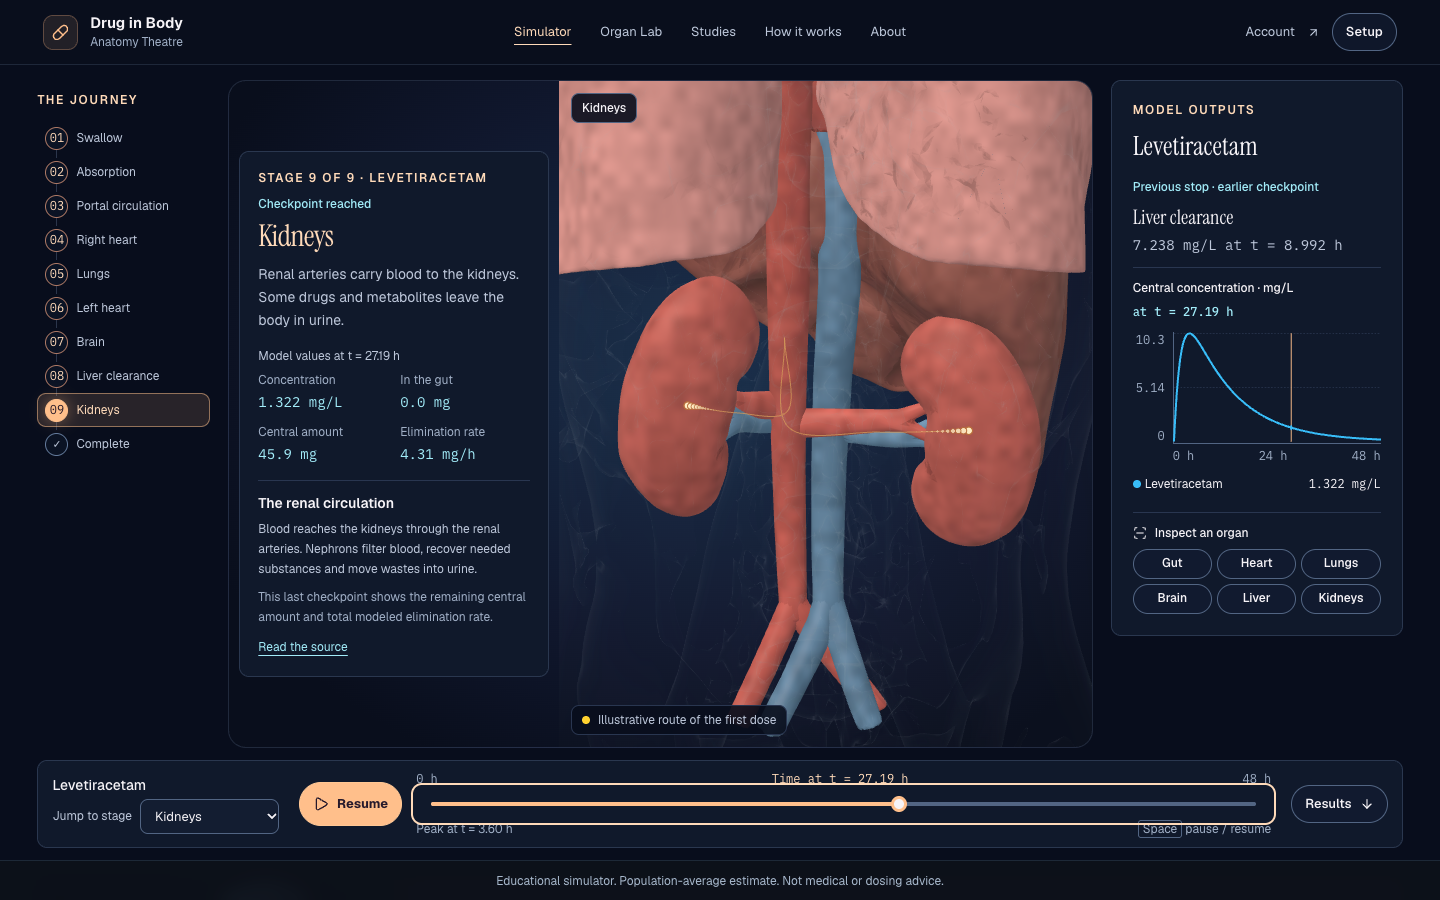 Drug in Body
Anatomy Theatre
Simulator
Organ Lab
Studies
How it works
About
Account
Setup
THE JOURNEY
01 Swallow
02 Absorption
03 Portal circulation
04 Right heart
05 Lungs
06 Left heart
07 Brain
08 Liver clearance
09 Kidneys
✓ Complete
STAGE 9 OF 9 · LEVETIRACETAM
Checkpoint reached
Kidneys
Renal arteries carry blood to the kidneys.
Some drugs and metabolites leave the
body in urine.
Model values at t = 27.19 h
Concentration
In the gut
1.322 mg/L
0.0 mg
Central amount
Elimination rate
45.9 mg
4.31 mg/h
The renal circulation
Blood reaches the kidneys through the renal
arteries. Nephrons filter blood, recover needed
substances and move wastes into urine.
This last checkpoint shows the remaining central
amount and total modeled elimination rate.
Read the source
Kidneys
Illustrative route of the first dose
MODEL OUTPUTS
Levetiracetam
Previous stop · earlier checkpoint
Liver clearance
7.238 mg/L at t = 8.992 h
Central concentration · mg/L
at t = 27.19 h
10.3
5.14
0
0 h
24 h
48 h
Levetiracetam
1.322 mg/L
Inspect an organ
Gut
Heart
Lungs
Brain
Liver
Kidneys
Levetiracetam
Jump to stage
Kidneys
Resume
0 h
Time at t = 27.19 h
48 h
Peak at t = 3.60 h
Space pause / resume
Results
Educational simulator. Population-average estimate. Not medical or dosing advice.